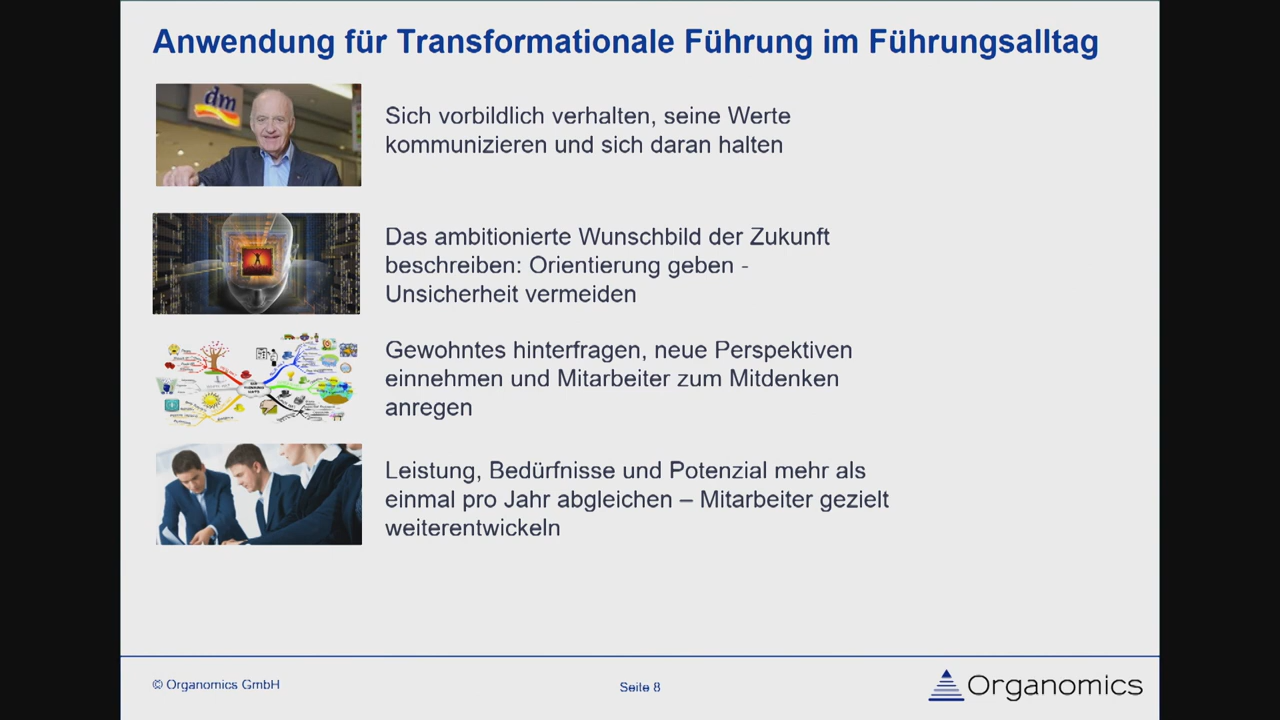 Anwendung für Transformationale Führung im Führungsalltag
dm
Sich vorbildlich verhalten, seine Werte
kommunizieren und sich daran halten
Das ambitionierte Wunschbild der Zukunft
beschreiben: Orientierung geben -
Unsicherheit vermeiden
Gewohntes hinterfragen, neue Perspektiven
einnehmen und Mitarbeiter zum Mitdenken
anregen
Leistung, Bedürfnisse und Potenzial mehr als
einmal pro Jahr abgleichen – Mitarbeiter gezielt
weiterentwickeln
© Organomics GmbH
Seite 8
Organomics